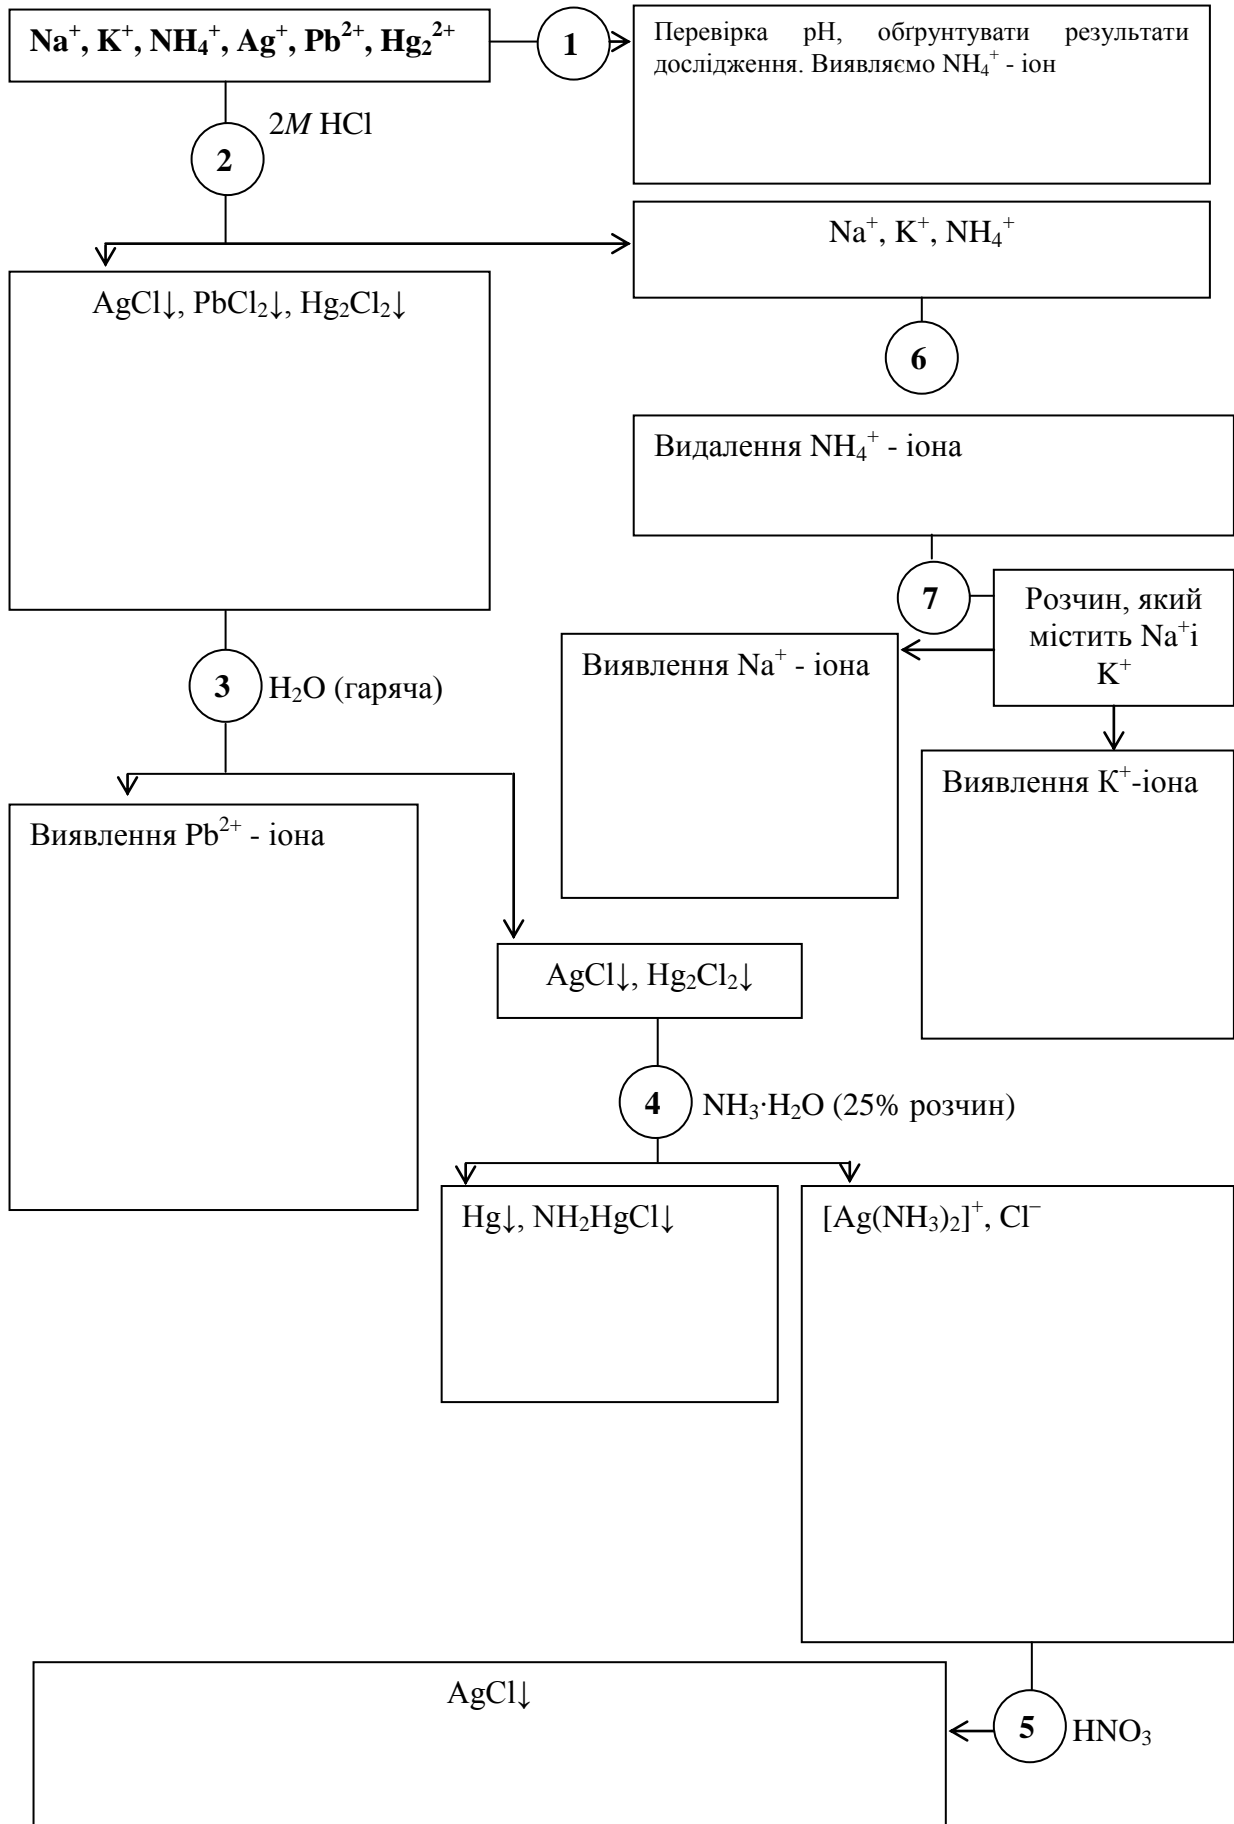 Na⁺, K⁺, NH₄⁺, Ag⁺, Pb²⁺, Hg₂²⁺
1
Перевірка pH, обґрунтувати результати
дослідження. Виявляємо NH₄⁺ - іон
2M HCl
2
Na⁺, K⁺, NH₄⁺
AgCl↓, PbCl₂↓, Hg₂Cl₂↓
6
Видалення NH₄⁺ - іона
7
Розчин, який
містить Na⁺і
K⁺
Виявлення Na⁺ - іона
3
H₂O (гаряча)
Виявлення К⁺-іона
Виявлення Pb²⁺ - іона
AgCl↓, Hg₂Cl₂↓
4
NH₃·H₂O (25% розчин)
Hg↓, NH₂HgCl↓
[Ag(NH₃)₂]⁺, Cl⁻
AgCl↓
5
HNO₃